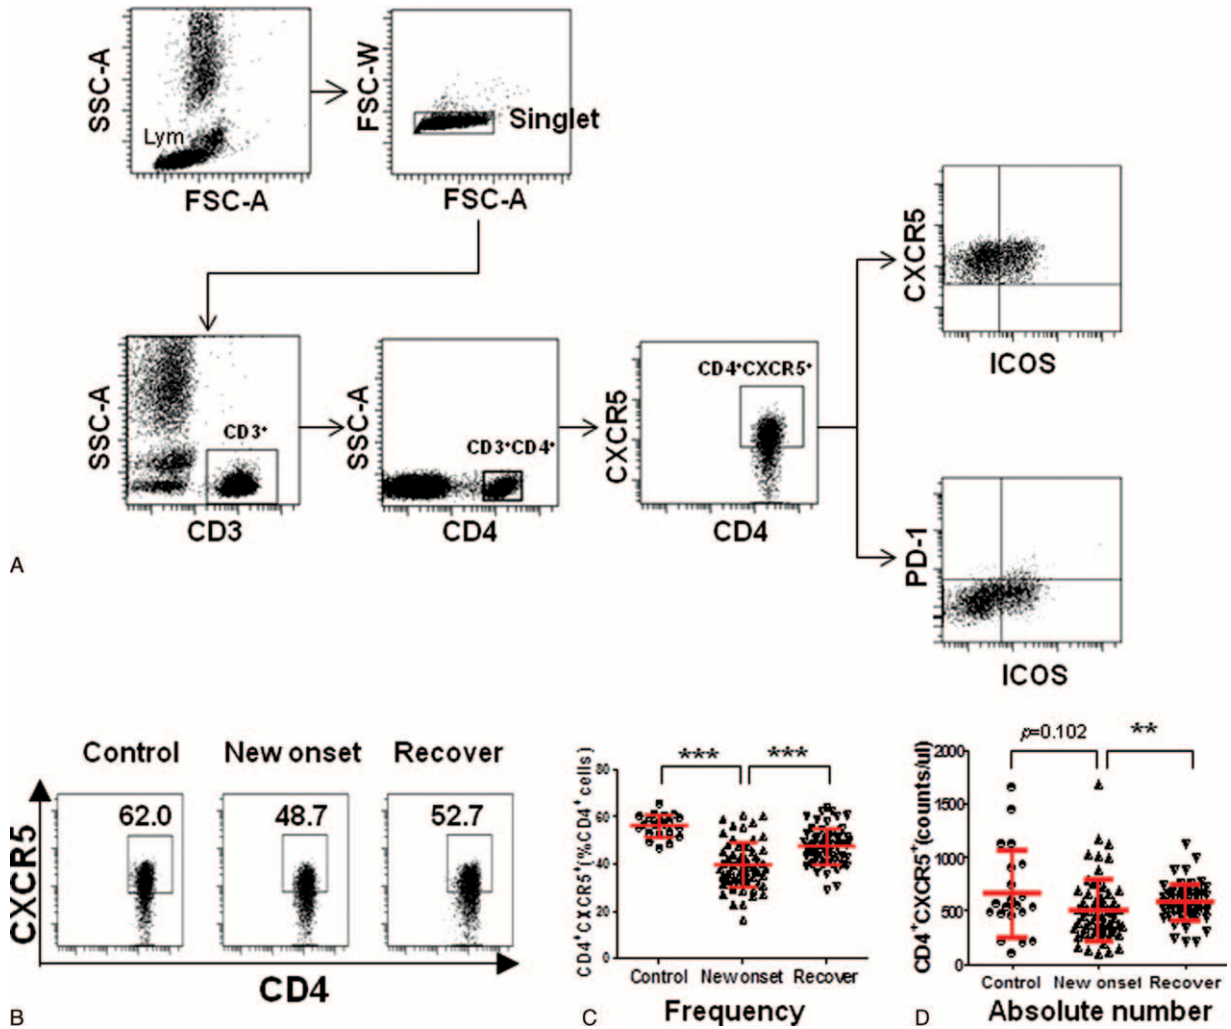 SSC-A
Lym
FSC-A
FSC-W
Singlet
FSC-A
CXCR5
ICOS
SSC-A
CD3⁺
CD3
SSC-A
CD3⁺CD4⁺
CD4
CXCR5
CD4⁺CXCR5⁺
CD4
PD-1
ICOS
A
Control New onset Recover
62.0 48.7 52.7
CXCR5
CD4
B
CD4⁺CXCR5⁺(%CD4⁺ cells)
80
60
40
20
0
*** ***
Control New onset Recover
C Frequency
CD4⁺CXCR5⁺(counts/ul)
2000
1500
1000
500
0
p=0.102 **
Control New onset Recover
D Absolute number